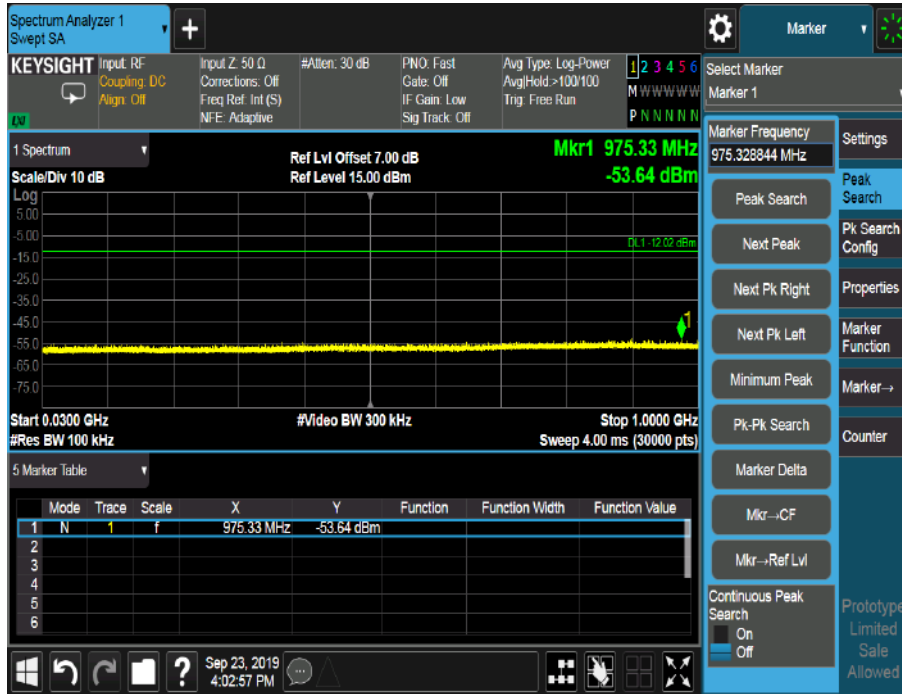 Spectrum Analyzer 1
Swept SA
+
Marker
KEYSIGHT
Input: RF
Coupling: DC
Align: Off
Input Z: 50 Ω
Corrections: Off
Freq Ref: Int (S)
NFE: Adaptive
#Atten: 30 dB
PNO: Fast
Gate: Off
IF Gain: Low
Sig Track: Off
Avg Type: Log-Power
Avg|Hold:>100/100
Trig: Free Run
1 2 3 4 5 6
M W W W W W
P N N N N N
LXI
Select Marker
Marker 1
1 Spectrum
Scale/Div 10 dB
Ref Lvl Offset 7.00 dB
Ref Level 15.00 dBm
Mkr1 975.33 MHz
-53.64 dBm
Log
5.00
-5.00
-15.0
-25.0
-35.0
-45.0
-55.0
-65.0
-75.0
DL1 -12.02 dBm
1
Start 0.0300 GHz
#Res BW 100 kHz
#Video BW 300 kHz
Stop 1.0000 GHz
Sweep 4.00 ms (30000 pts)
5 Marker Table
Mode Trace Scale X Y Function Function Width Function Value
1 N 1 f 975.33 MHz -53.64 dBm
2
3
4
5
6
Marker Frequency
975.328844 MHz
Peak Search
Next Peak
Next Pk Right
Next Pk Left
Minimum Peak
Pk-Pk Search
Marker Delta
Mkr→CF
Mkr→Ref Lvl
Continuous Peak
Search
On
Off
Settings
Peak
Search
Pk Search
Config
Properties
Marker
Function
Marker→
Counter
Prototype
Limited
Sale
Allowed
?
Sep 23, 2019
4:02:57 PM